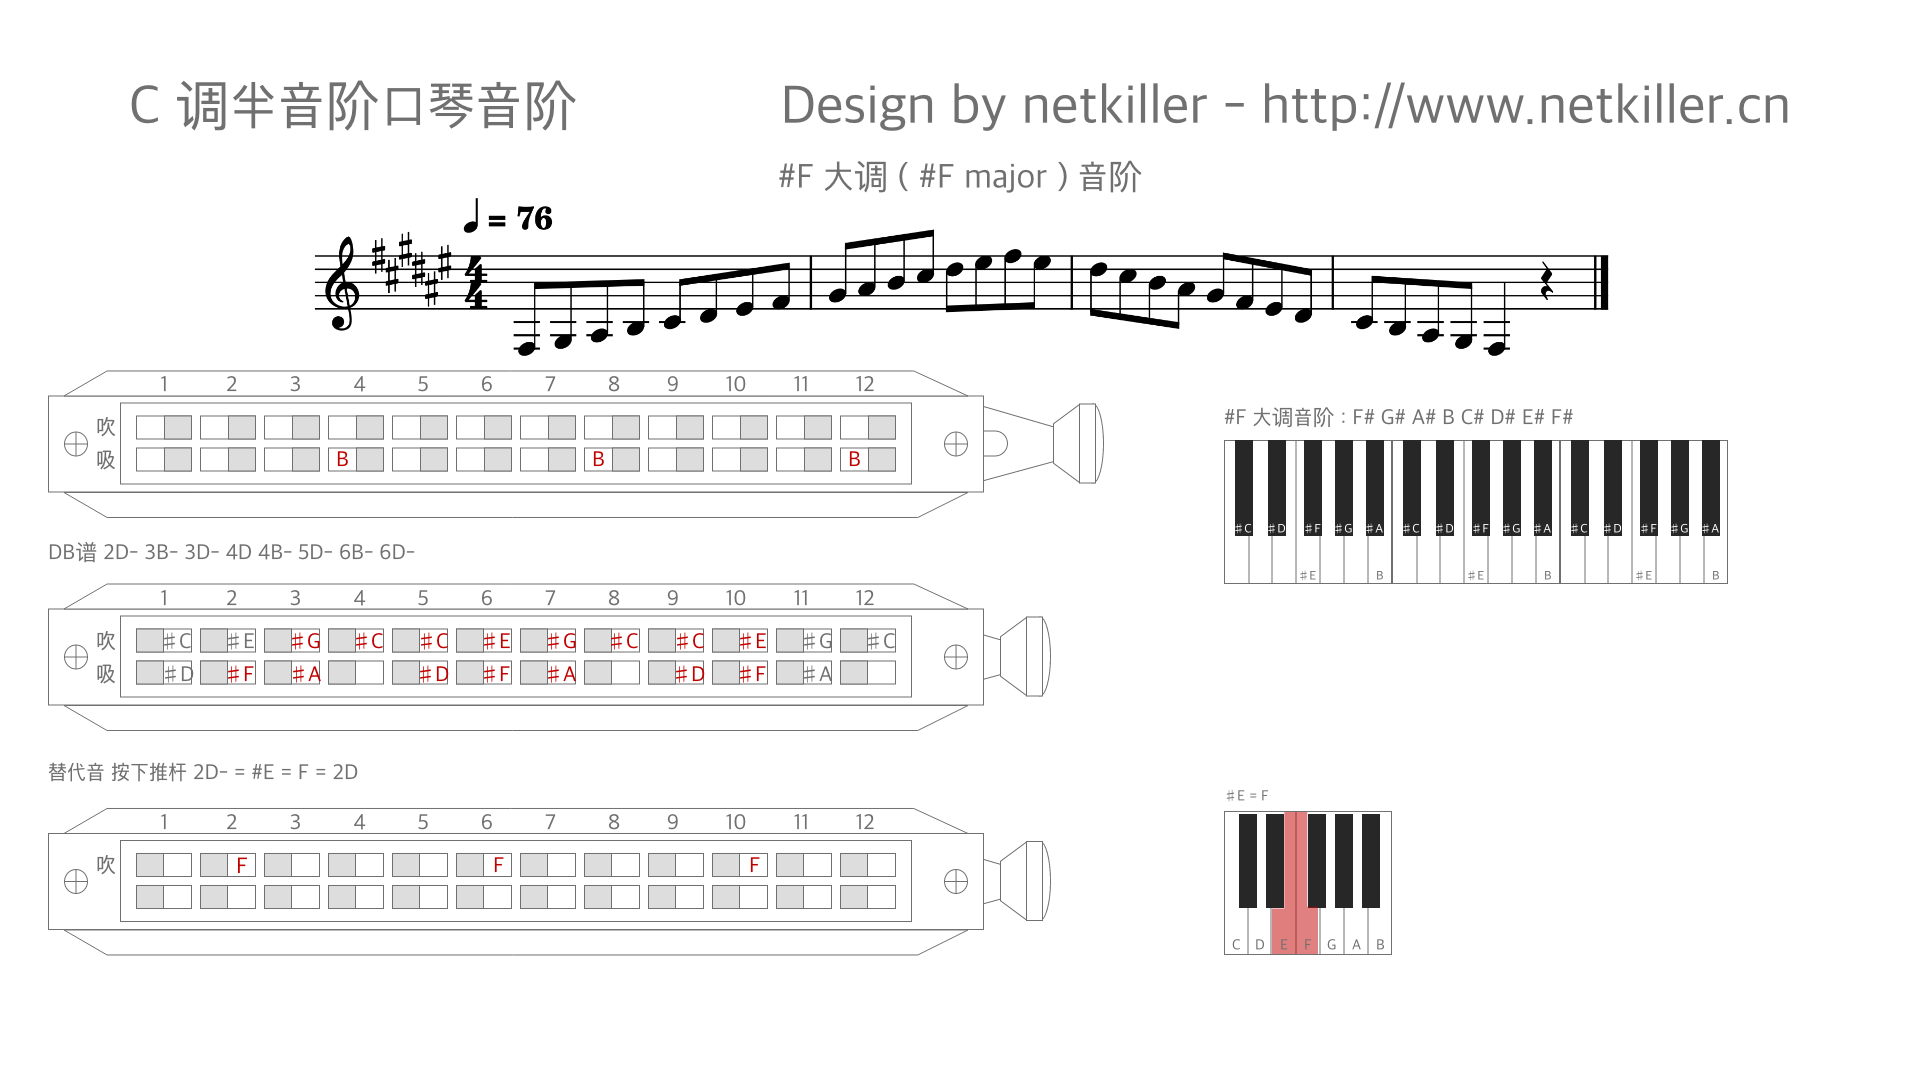 C 调半音阶口琴音阶
Design by netkiller - http://www.netkiller.cn
#F 大调 ( #F major ) 音阶
= 76
4
4
1 2 3 4 5 6 7 8 9 10 11 12
吹
吸 B B B
#F 大调音阶 : F# G# A# B C# D# E# F#
♯C ♯D ♯F ♯G ♯A ♯C ♯D ♯F ♯G ♯A ♯C ♯D ♯F ♯G ♯A
♯E B ♯E B ♯E B
DB谱 2D- 3B- 3D- 4D 4B- 5D- 6B- 6D-
1 2 3 4 5 6 7 8 9 10 11 12
吹 ♯C ♯E ♯G ♯C ♯C ♯E ♯G ♯C ♯C ♯E ♯G ♯C
吸 ♯D ♯F ♯A ♯D ♯F ♯A ♯D ♯F ♯A
替代音 按下推杆 2D- = #E = F = 2D
1 2 3 4 5 6 7 8 9 10 11 12
吹 F F F
♯E = F
C D E F G A B